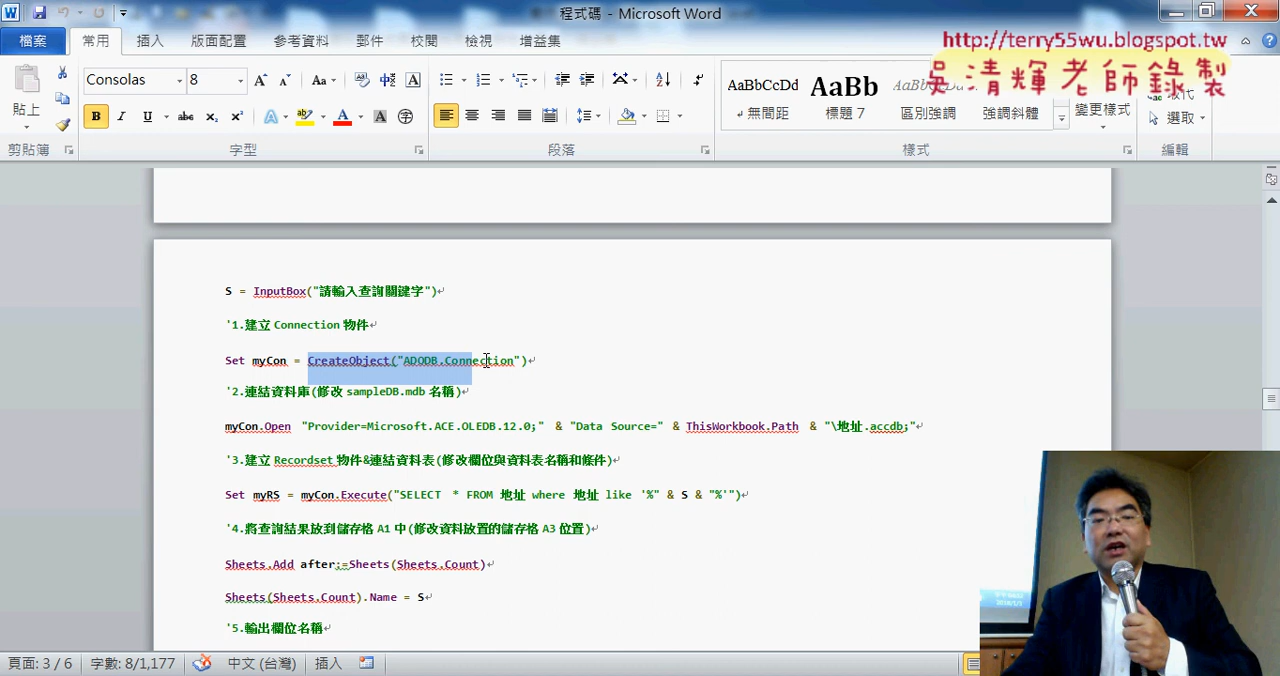 程式碼 - Microsoft Word
檔案 常用 插入 版面配置 參考資料 郵件 校閱 檢視 增益集
http://terry55wu.blogspot.tw
吳清輝老師錄製
貼上
Consolas 8
AaBbCcDd AaBb AaBbCcDd
無間距 標題 7 區別強調 強調斜體
變更樣式
取代
選取
剪貼簿 字型 段落 樣式 編輯
S = InputBox("請輸入查詢關鍵字")
'1.建立 Connection 物件
Set myCon = CreateObject("ADODB.Connection")
'2.連結資料庫(修改 sampleDB.mdb 名稱)
myCon.Open "Provider=Microsoft.ACE.OLEDB.12.0;" & "Data Source=" & ThisWorkbook.Path & "\地址.accdb;"
'3.建立 Recordset 物件&連結資料表(修改欄位與資料表名稱和條件)
Set myRS = myCon.Execute("SELECT * FROM 地址 where 地址 like '%" & S & "%'")
'4.將查詢結果放到儲存格 A1 中(修改資料放置的儲存格 A3 位置)
Sheets.Add after:=Sheets(Sheets.Count)
Sheets(Sheets.Count).Name = S
'5.輸出欄位名稱
頁面: 3 / 6 字數: 8/1,177 中文 (台灣) 插入